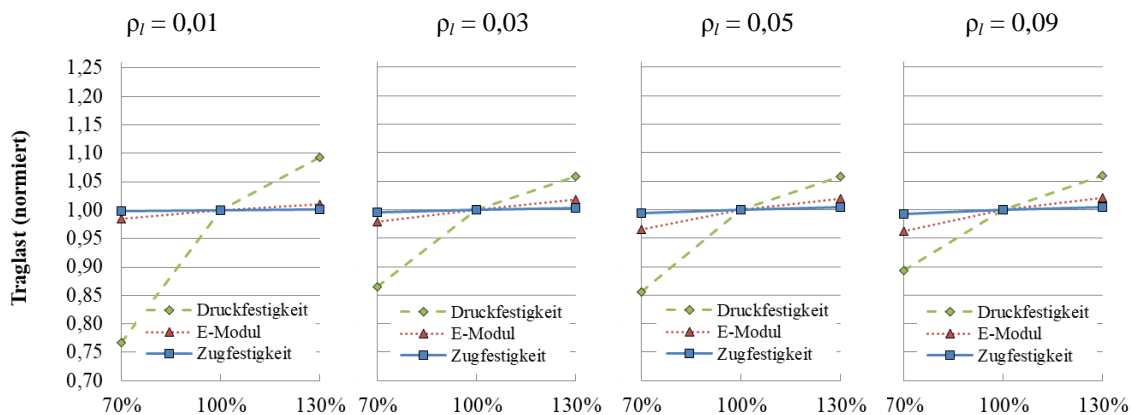 ρl = 0,01
ρl = 0,03
ρl = 0,05
ρl = 0,09
Traglast (normiert)
1,25
1,20
1,15
1,10
1,05
1,00
0,95
0,90
0,85
0,80
0,75
0,70
Druckfestigkeit
E-Modul
Zugfestigkeit
70% 100% 130%
Druckfestigkeit
E-Modul
Zugfestigkeit
70% 100% 130%
Druckfestigkeit
E-Modul
Zugfestigkeit
70% 100% 130%
Druckfestigkeit
E-Modul
Zugfestigkeit
70% 100% 130%